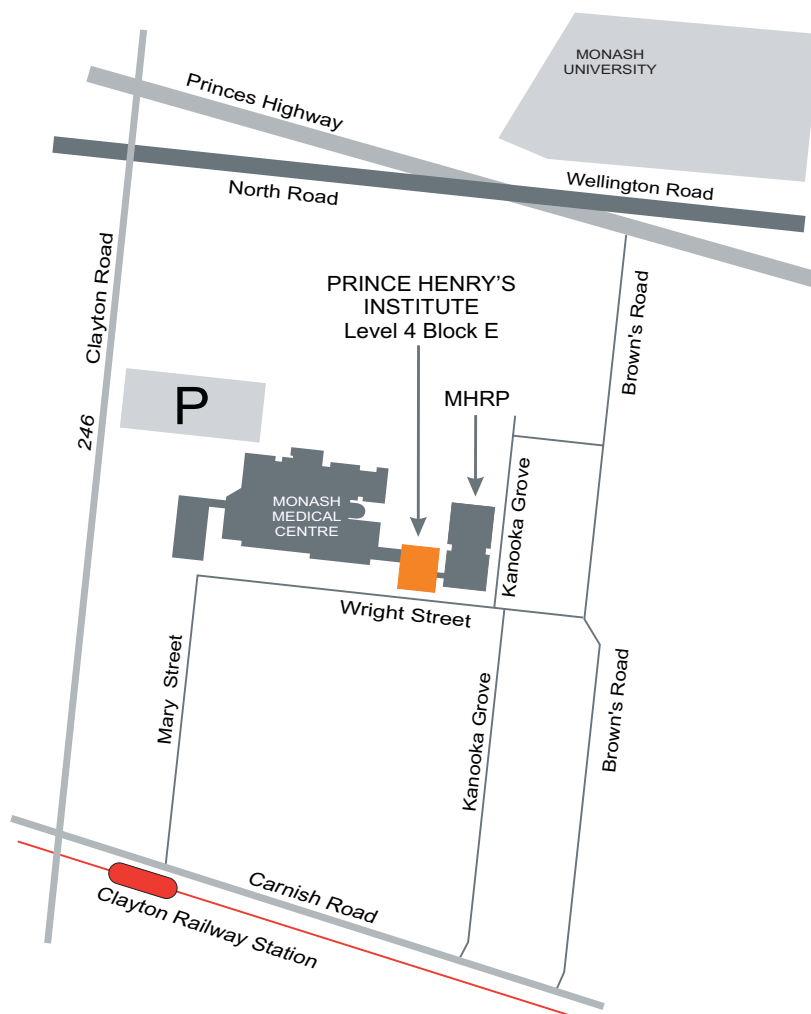 MONASH
UNIVERSITY
Princes Highway
Wellington Road
North Road
Clayton Road
246
PRINCE HENRY’S
INSTITUTE
Level 4 Block E
Brown's Road
MHRP
P
Kanooka Grove
MONASH
MEDICAL
CENTRE
Wright Street
Mary Street
Kanooka Grove
Brown's Road
Carnish Road
Clayton Railway Station